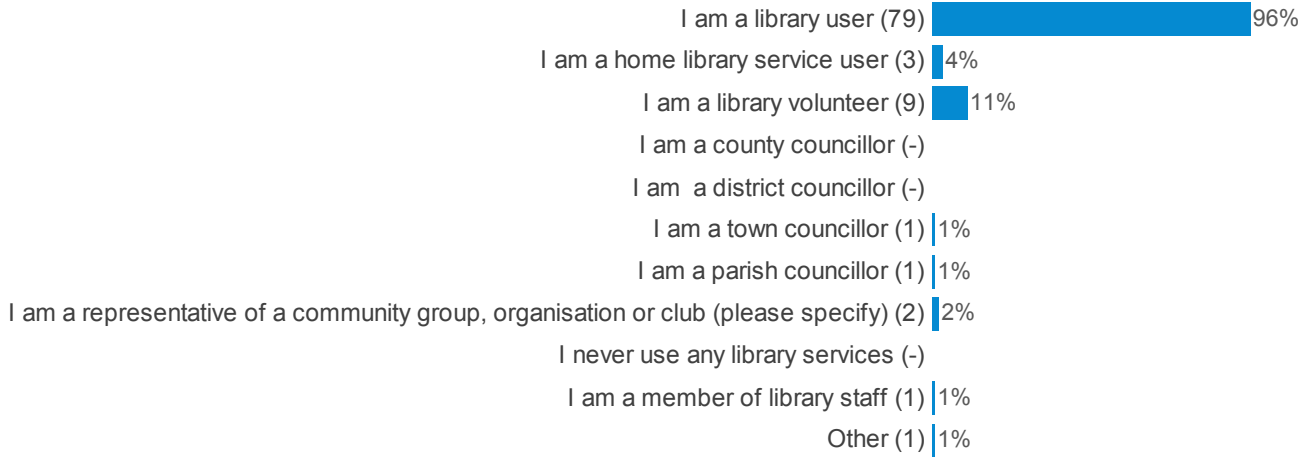 I am a library user (79) 96%
I am a home library service user (3) 4%
I am a library volunteer (9) 11%
I am a county councillor (-)
I am  a district councillor (-)
I am a town councillor (1) 1%
I am a parish councillor (1) 1%
I am a representative of a community group, organisation or club (please specify) (2) 2%
I never use any library services (-)
I am a member of library staff (1) 1%
Other (1) 1%